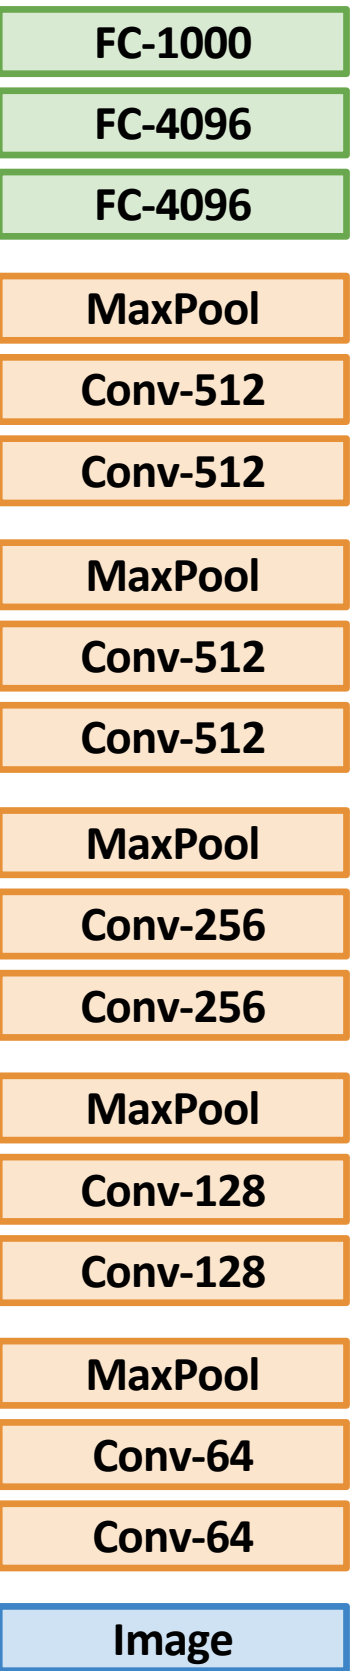 FC-1000
FC-4096
FC-4096
MaxPool
Conv-512
Conv-512
MaxPool
Conv-512
Conv-512
MaxPool
Conv-256
Conv-256
MaxPool
Conv-128
Conv-128
MaxPool
Conv-64
Conv-64
Image